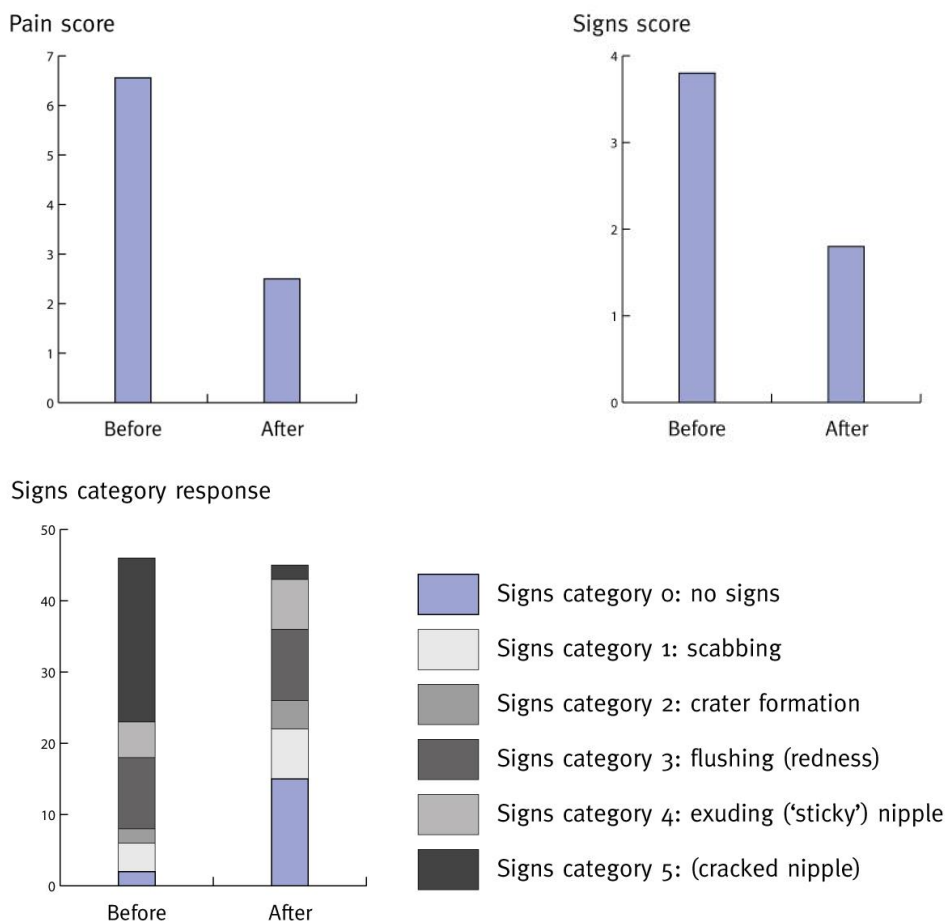 Pain score
7
6
5
4
3
2
1
0
Before After
Signs score
4
3
2
1
0
Before After
Signs category response
50
40
30
20
10
0
Before After
Signs category 0: no signs
Signs category 1: scabbing
Signs category 2: crater formation
Signs category 3: flushing (redness)
Signs category 4: exuding (‘sticky’) nipple
Signs category 5: (cracked nipple)